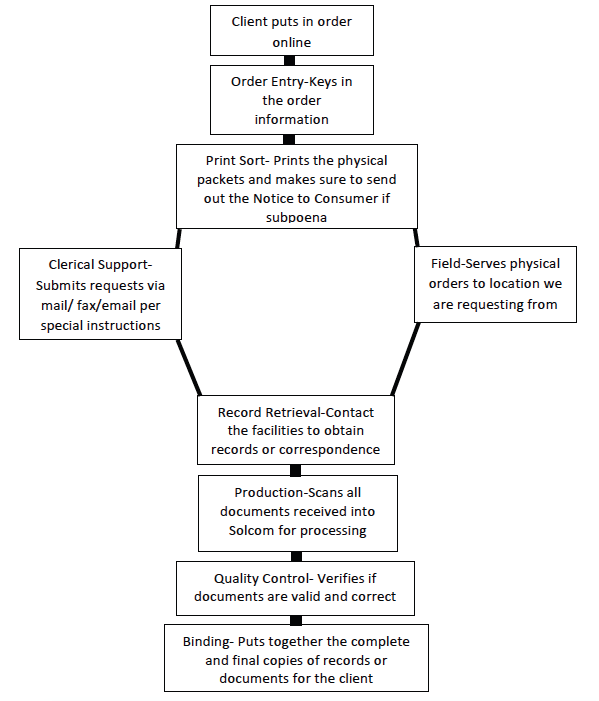 Client puts in order
online
Order Entry-Keys in
the order
information
Print Sort- Prints the physical
packets and makes sure to send
out the Notice to Consumer if
subpoena
Clerical Support-
Submits requests via
mail/ fax/email per
special instructions
Field-Serves physical
orders to location we
are requesting from
Record Retrieval-Contact
the facilities to obtain
records or correspondence
Production-Scans all
documents received into
Solcom for processing
Quality Control- Verifies if
documents are valid and correct
Binding- Puts together the complete
and final copies of records or
documents for the client